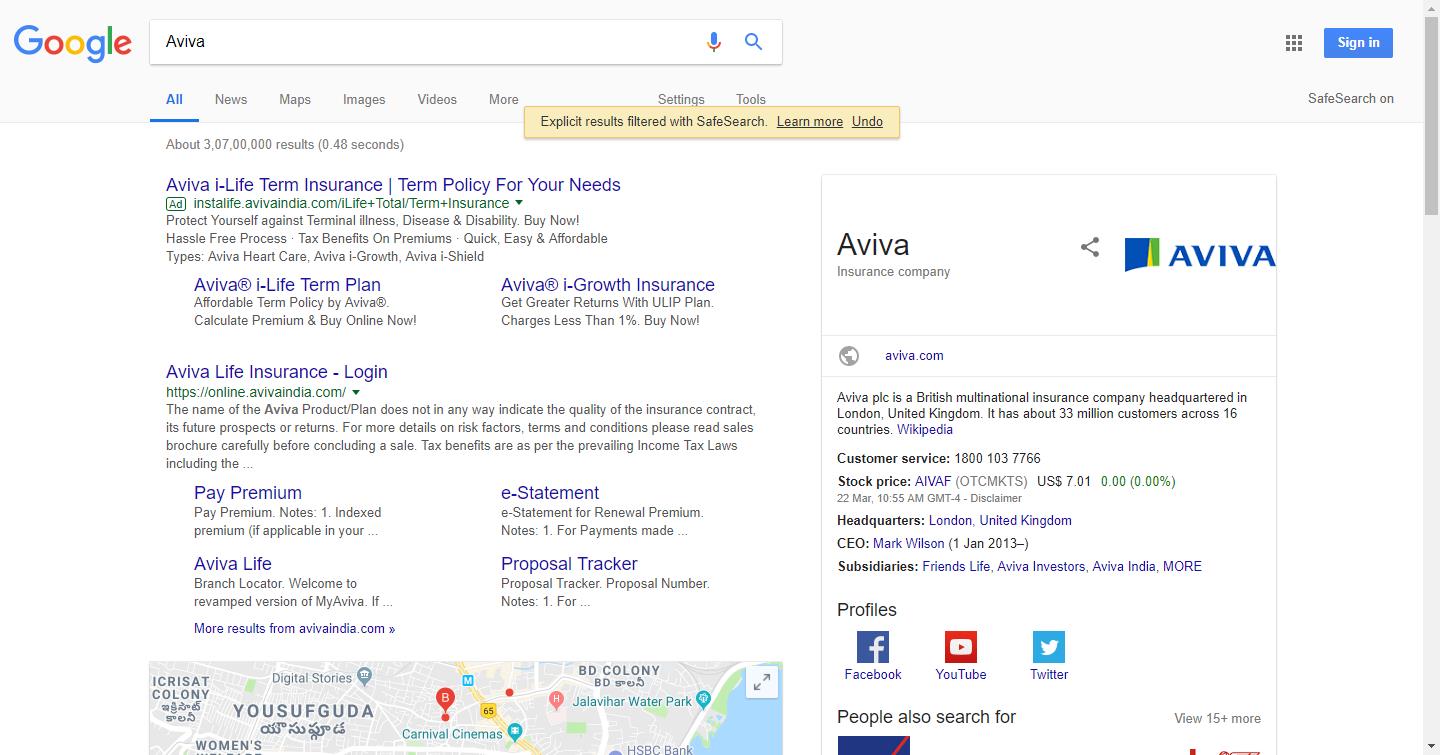 Google
Aviva
Sign in
All News Maps Images Videos More Settings Tools
SafeSearch on
Explicit results filtered with SafeSearch. Learn more Undo
About 3,07,00,000 results (0.48 seconds)
Aviva i-Life Term Insurance | Term Policy For Your Needs
Ad instalife.avivaindia.com/iLife+Total/Term+Insurance
Protect Yourself against Terminal illness, Disease & Disability. Buy Now!
Hassle Free Process · Tax Benefits On Premiums · Quick, Easy & Affordable
Types: Aviva Heart Care, Aviva i-Growth, Aviva i-Shield
Aviva® i-Life Term Plan
Affordable Term Policy by Aviva®.
Calculate Premium & Buy Online Now!
Aviva® i-Growth Insurance
Get Greater Returns With ULIP Plan.
Charges Less Than 1%. Buy Now!
Aviva Life Insurance - Login
https://online.avivaindia.com/
The name of the Aviva Product/Plan does not in any way indicate the quality of the insurance contract,
its future prospects or returns. For more details on risk factors, terms and conditions please read sales
brochure carefully before concluding a sale. Tax benefits are as per the prevailing Income Tax Laws
including the ...
Pay Premium
Pay Premium. Notes: 1. Indexed
premium (if applicable in your ...
e-Statement
e-Statement for Renewal Premium.
Notes: 1. For Payments made ...
Aviva Life
Branch Locator. Welcome to
revamped version of MyAviva. If ...
Proposal Tracker
Proposal Tracker. Proposal Number.
Notes: 1. For ...
More results from avivaindia.com »
ICRISAT
COLONY
ఇక్రిసాట్
కాలనీ
Digital Stories
YOUSUFGUDA
యూసుఫ్గూడ
WOMEN'S
M
B
65
H
BD COLONY
BD కాలనీ
Jalavihar Water Park
Carnival Cinemas
HSBC Bank
Aviva
Insurance company
AVIVA
aviva.com
Aviva plc is a British multinational insurance company headquartered in
London, United Kingdom. It has about 33 million customers across 16
countries. Wikipedia
Customer service: 1800 103 7766
Stock price: AIVAF (OTCMKTS) US$ 7.01 0.00 (0.00%)
22 Mar, 10:55 AM GMT-4 - Disclaimer
Headquarters: London, United Kingdom
CEO: Mark Wilson (1 Jan 2013–)
Subsidiaries: Friends Life, Aviva Investors, Aviva India, MORE
Profiles
Facebook YouTube Twitter
People also search for View 15+ more